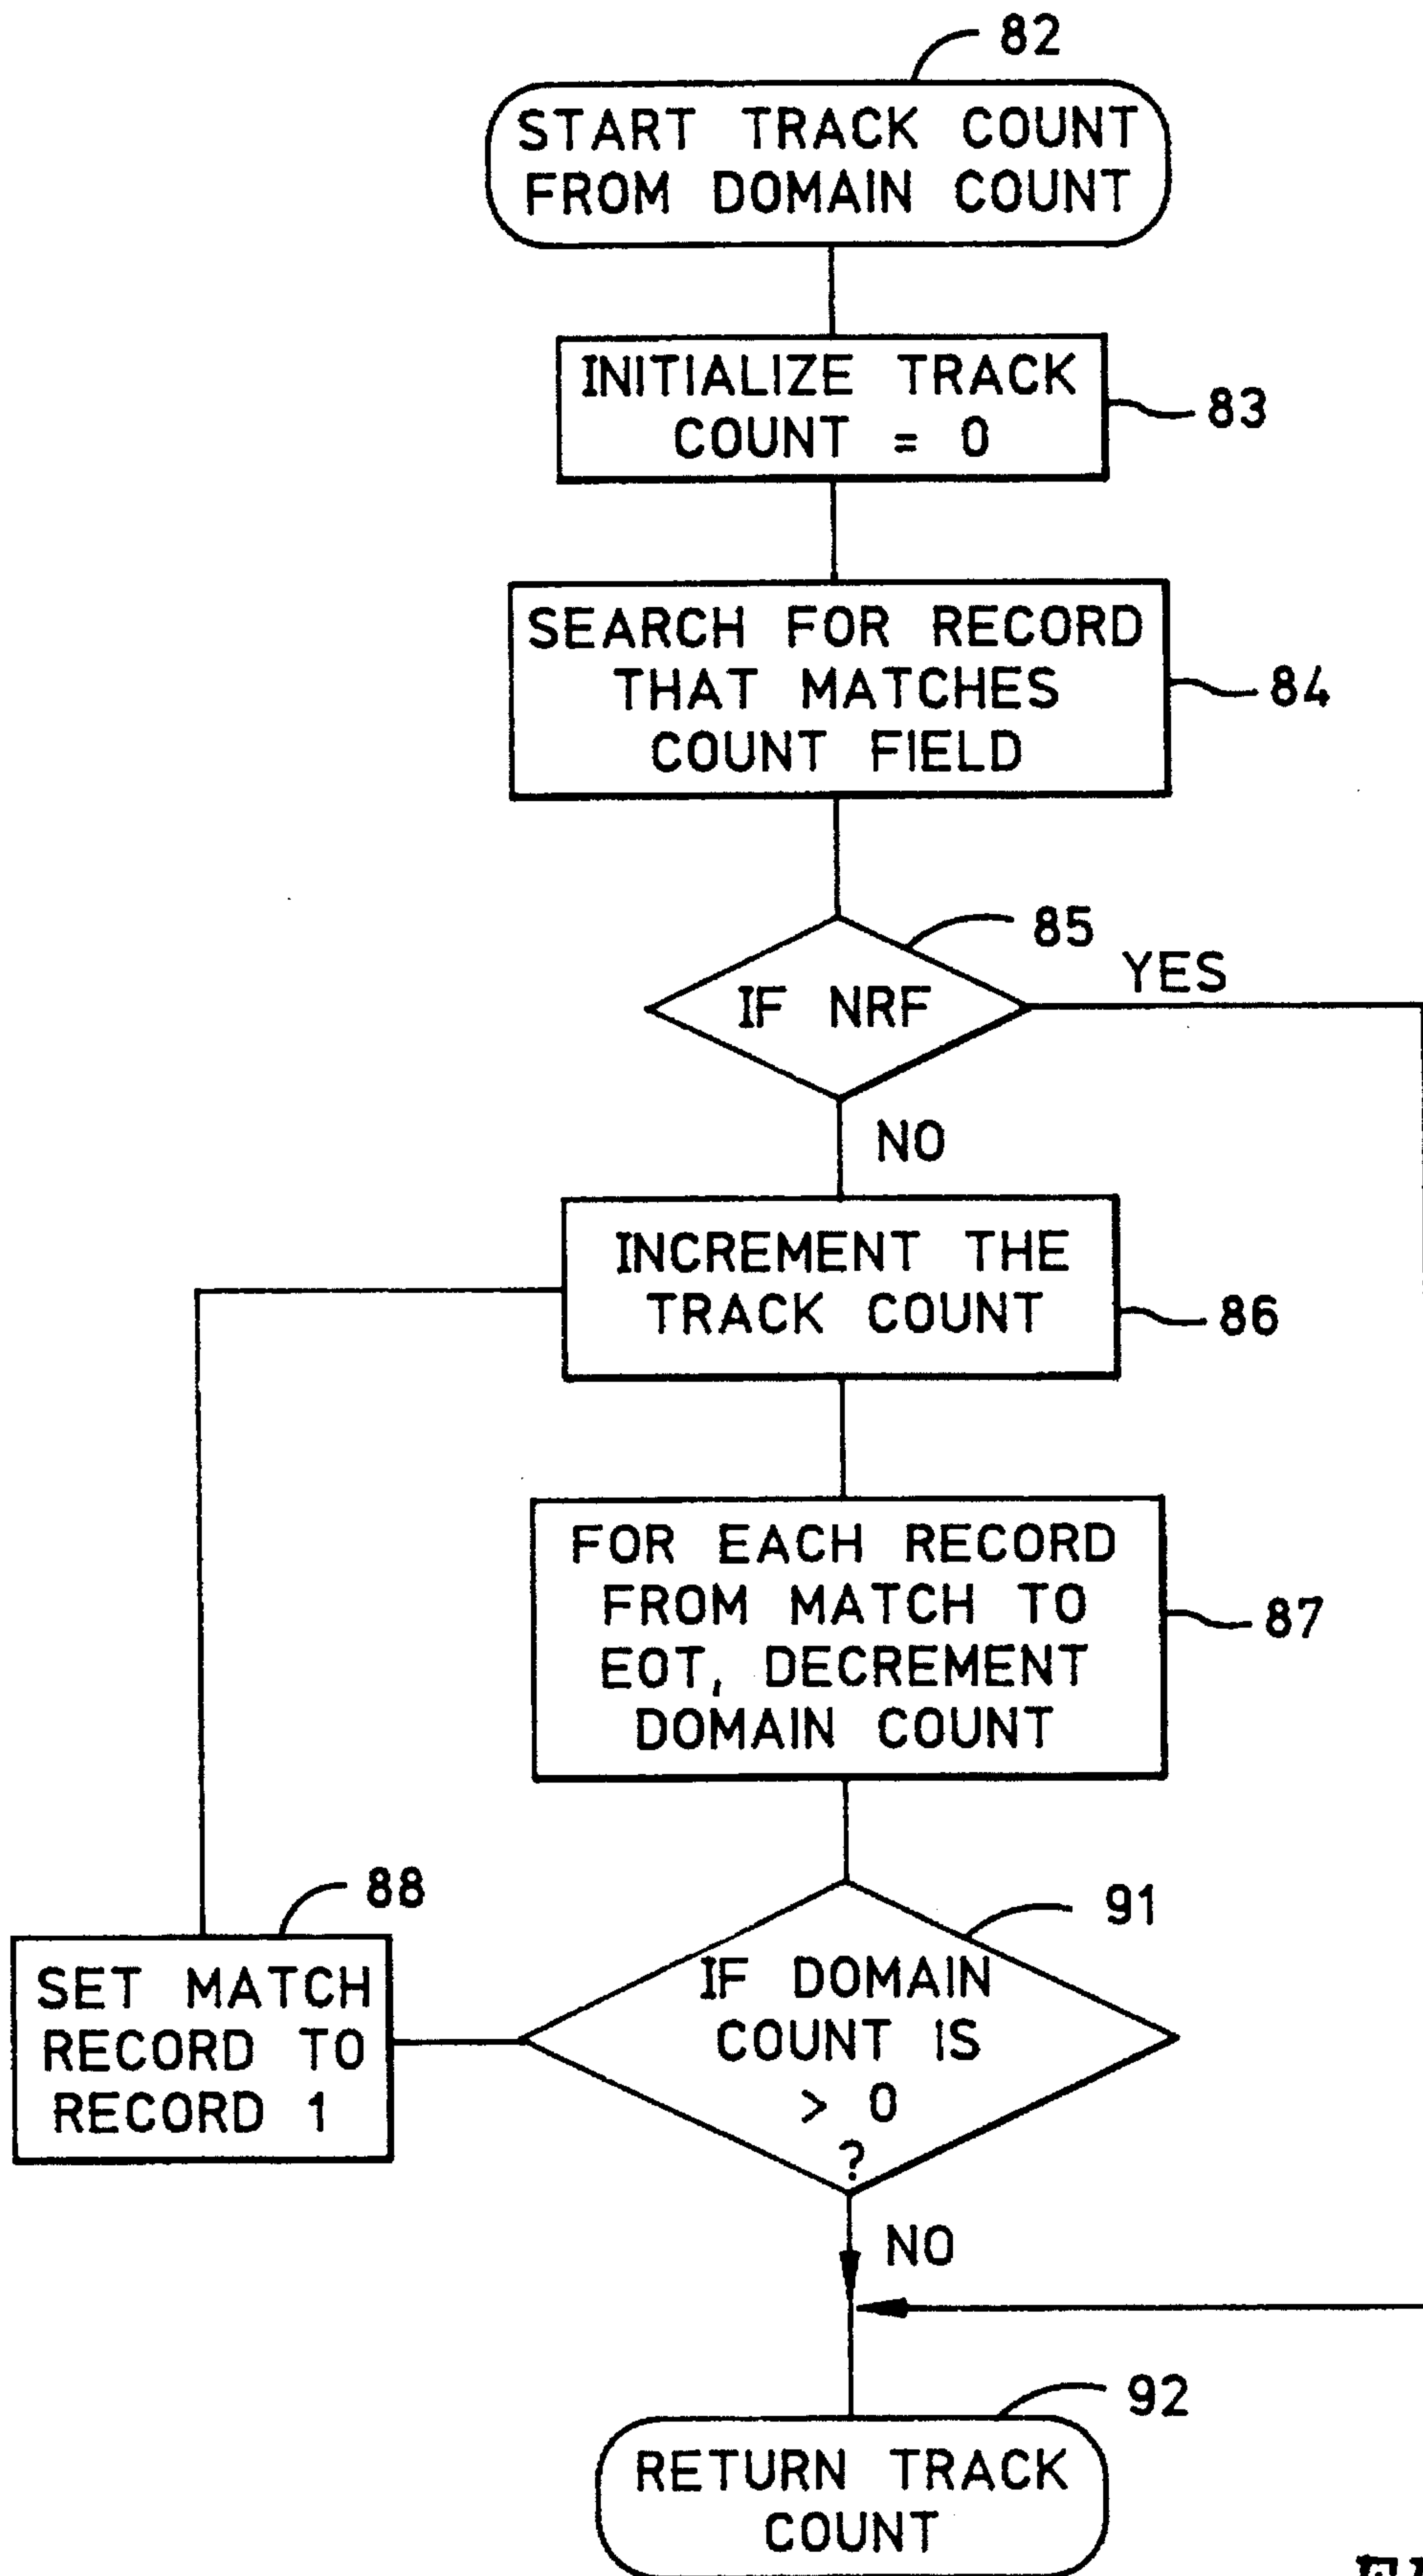 82
START TRACK COUNT
FROM DOMAIN COUNT
INITIALIZE TRACK
COUNT = 0
83
SEARCH FOR RECORD
THAT MATCHES
COUNT FIELD
84
85
IF NRF
YES
NO
INCREMENT THE
TRACK COUNT
86
FOR EACH RECORD
FROM MATCH TO
EOT, DECREMENT
DOMAIN COUNT
87
88
SET MATCH
RECORD TO
RECORD 1
91
IF DOMAIN
COUNT IS
> 0
?
NO
92
RETURN TRACK
COUNT